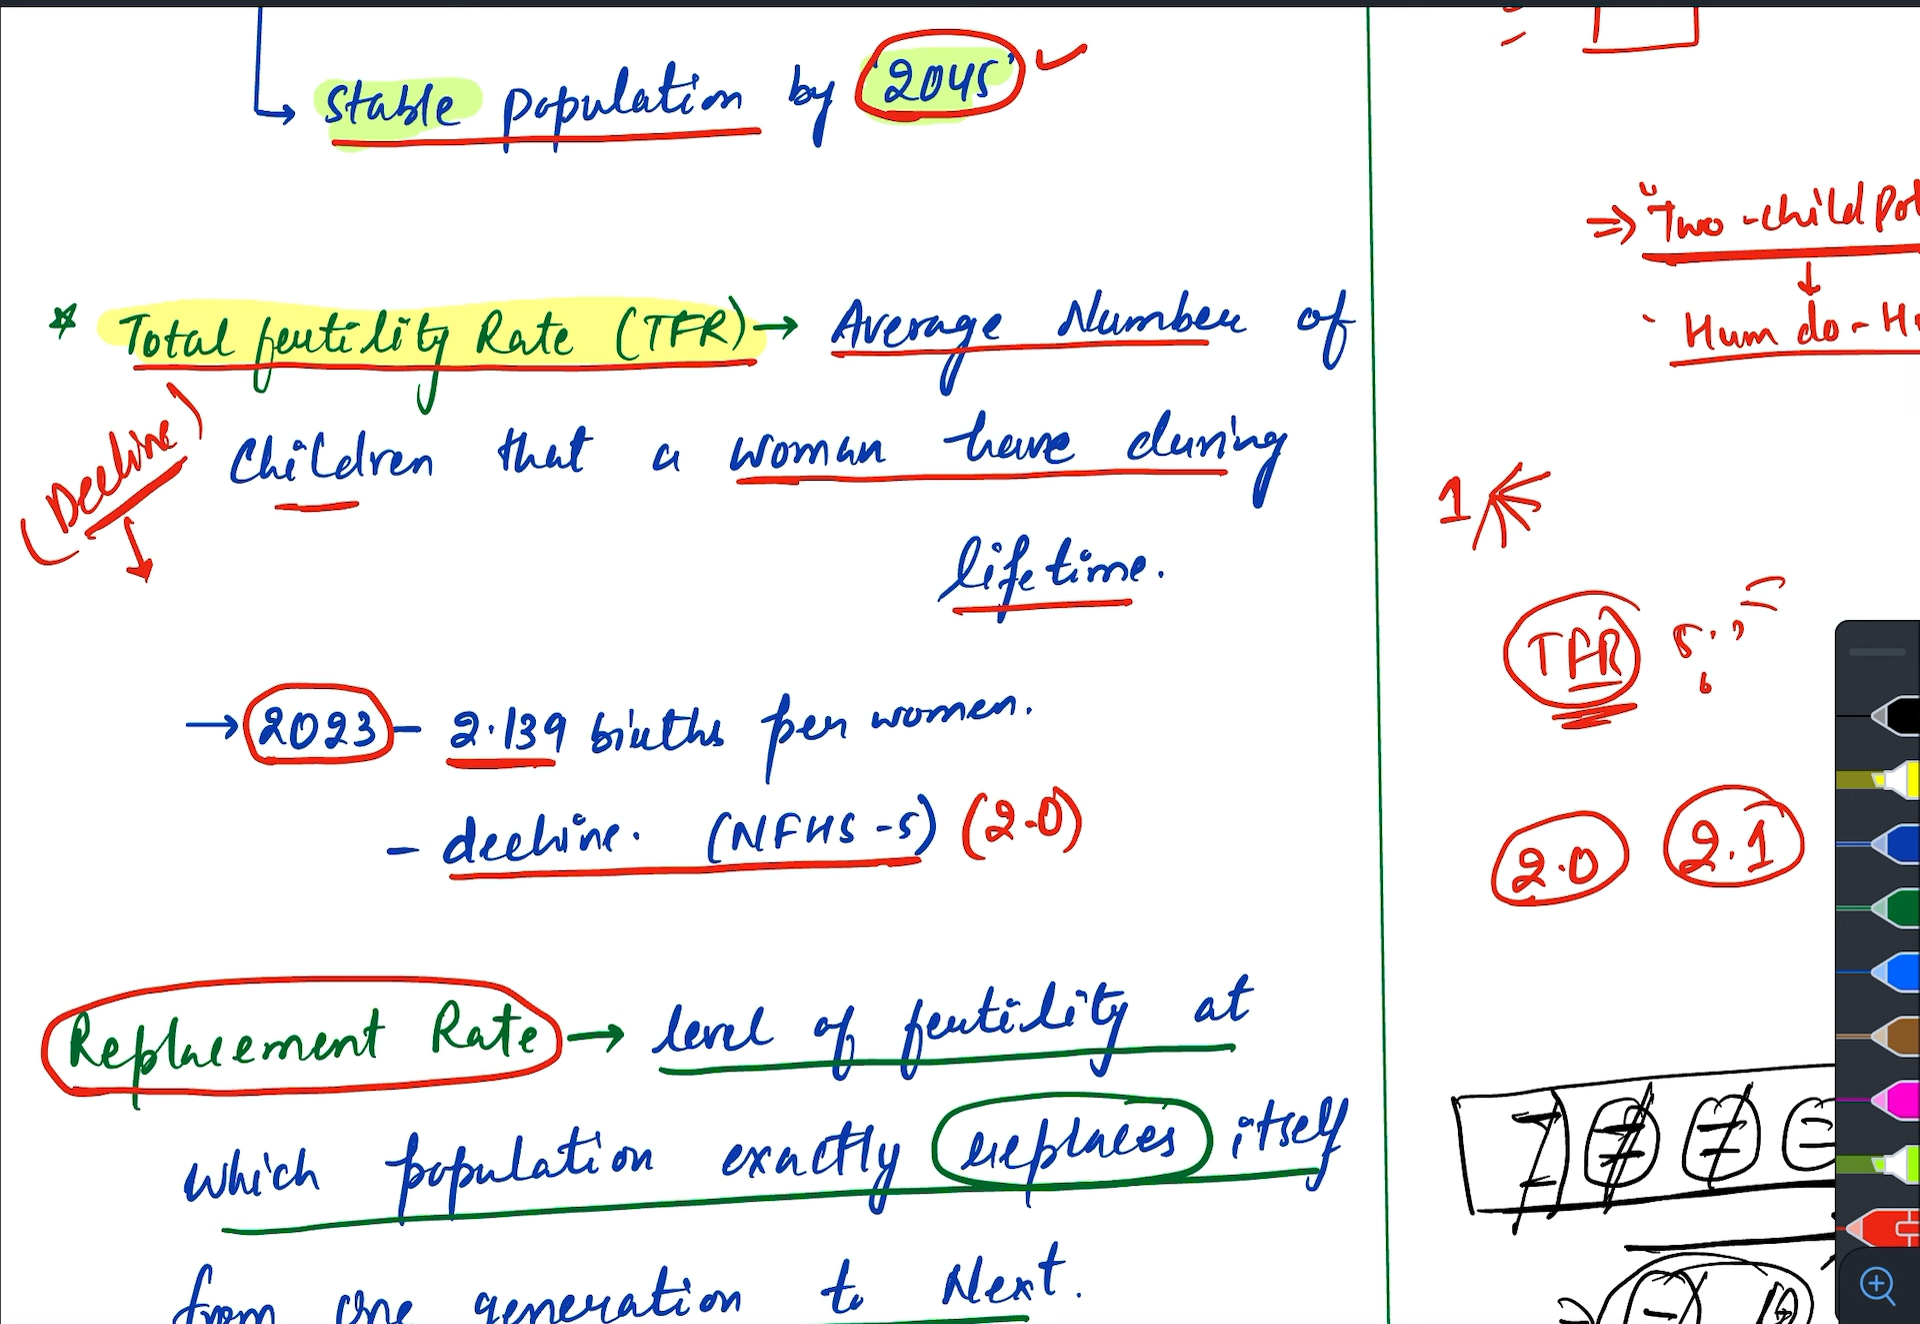 ↳ stable population by '2045' ✓
* Total fertility Rate (TFR) → Average Number of
(Decline) children that a woman have during
lifetime.
→ 2023 - 2.139 births per women.
- decline. (NFHS-5) (2.0)
Replacement Rate → level of fertility at
which population exactly replaces itself
from one generation to Next.
⇒ "Two-child Pol
Hum do - H
1
TFR 5
6
2.0 2.1